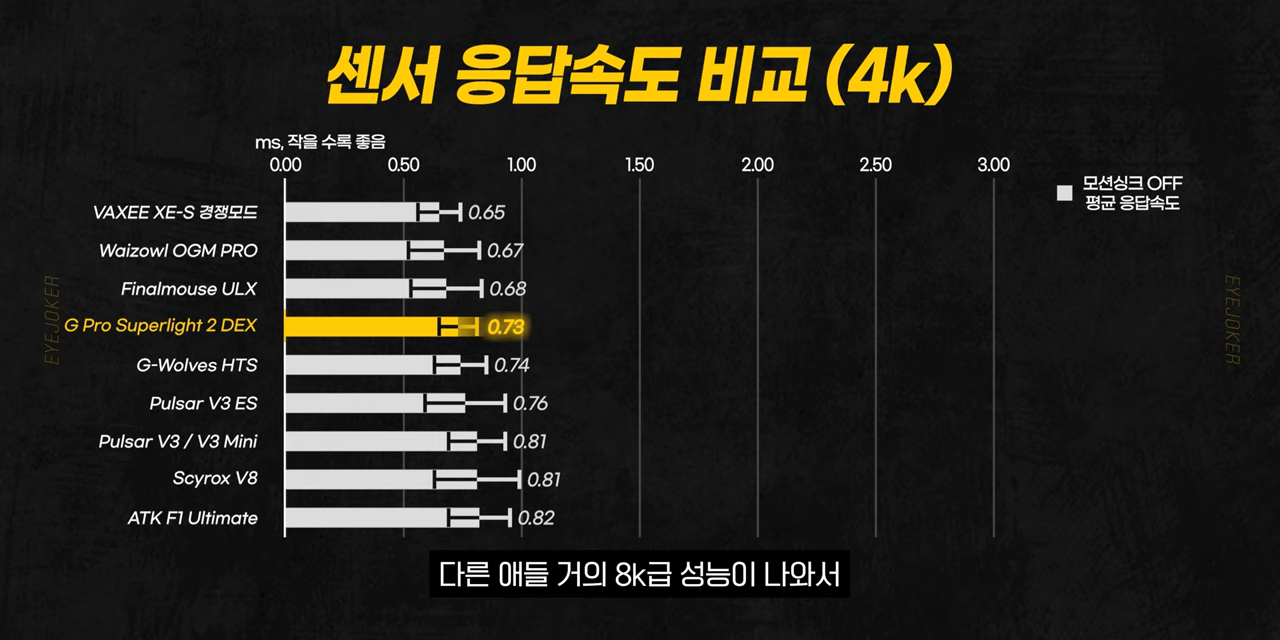 센서 응답속도 비교 (4k)
ms, 작을 수록 좋음
0.00 0.50 1.00 1.50 2.00 2.50 3.00
모션싱크 OFF
평균 응답속도
VAXEE XE-S 경쟁모드 0.65
Waizowl OGM PRO 0.67
Finalmouse ULX 0.68
G Pro Superlight 2 DEX 0.73
G-Wolves HTS 0.74
Pulsar V3 ES 0.76
Pulsar V3 / V3 Mini 0.81
Scyrox V8 0.81
ATK F1 Ultimate 0.82
EYEJOKER
EYEJOKER
다른 애들 거의 8k급 성능이 나와서